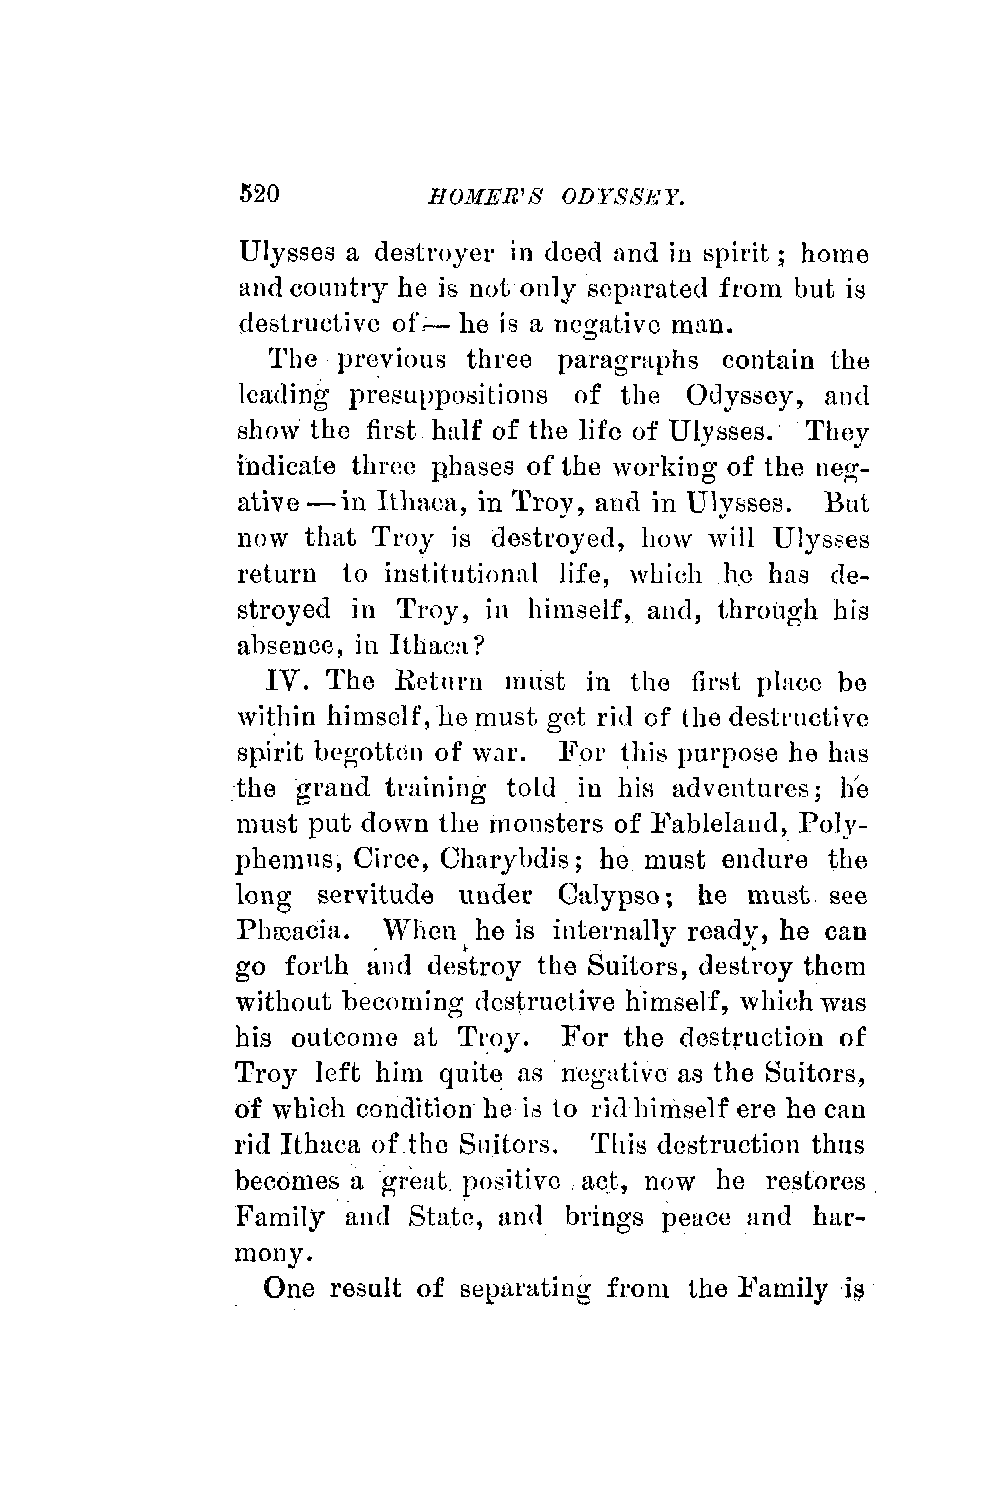 520 HOMER'S ODYSSEY.
Ulysses a destroyer in deed and in spirit; home
and country he is not only separated from but is
destructive of — he is a negative man.
The previous three paragraphs contain the
leading presuppositions of the Odyssey, and
show the first half of the life of Ulysses. They
indicate three phases of the working of the neg-
ative — in Ithaca, in Troy, and in Ulysses. But
now that Troy is destroyed, how will Ulysses
return to institutional life, which he has de-
stroyed in Troy, in himself, and, through his
absence, in Ithaca?
IV. The Return must in the first place be
within himself, he must get rid of the destructive
spirit begotten of war. For this purpose he has
the grand training told in his adventures; he
must put down the monsters of Fableland, Poly-
phemus, Circe, Charybdis; he must endure the
long servitude under Calypso; he must see
Phæacia. When he is internally ready, he can
go forth and destroy the Suitors, destroy them
without becoming destructive himself, which was
his outcome at Troy. For the destruction of
Troy left him quite as negative as the Suitors,
of which condition he is to rid himself ere he can
rid Ithaca of the Suitors. This destruction thus
becomes a great positive act, now he restores
Family and State, and brings peace and har-
mony.
One result of separating from the Family is